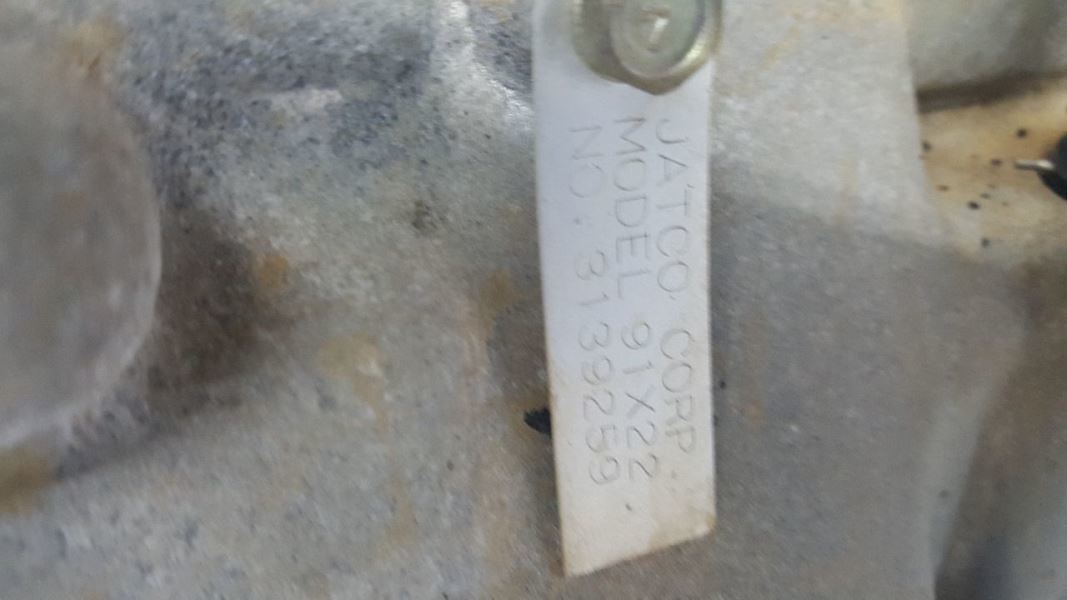 JATCO CORP.
MODEL 91X22
NO. 3139259